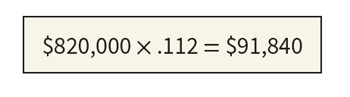 $820,000 × .112 = $91,840